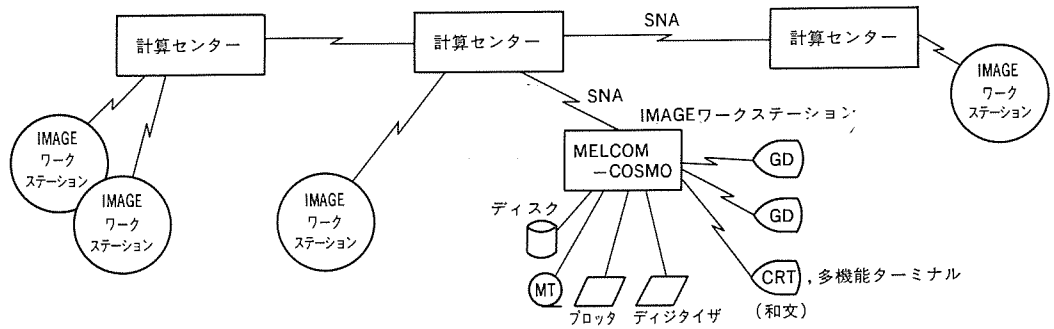 SNA
計算センター
計算センター
計算センター
IMAGE
ワーク
ステーション
SNA
IMAGEワークステーション
IMAGE
ワーク
ステーション
IMAGE
ワーク
ステーション
IMAGE
ワーク
ステーション
MELCOM
−COSMO
GD
GD
ディスク
MT
プロッタ
ディジタイザ
CRT
,多機能ターミナル
(和文)